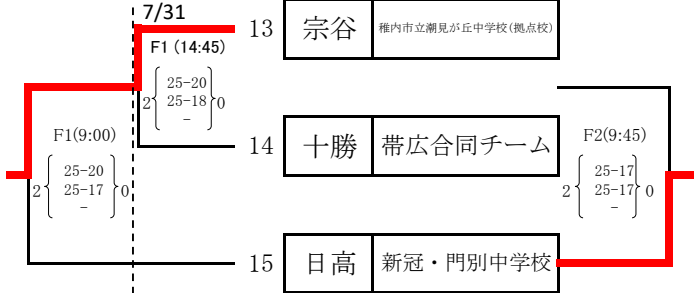 7/31
13 宗谷 稚内市立潮見が丘中学校(拠点校)
F1 (14:45)
2 25-20 0
25-18
-
14 十勝 帯広合同チーム
F1(9:00)
2 25-20 0
25-17
-
F2(9:45)
2 25-17 0
25-17
-
15 日高 新冠・門別中学校